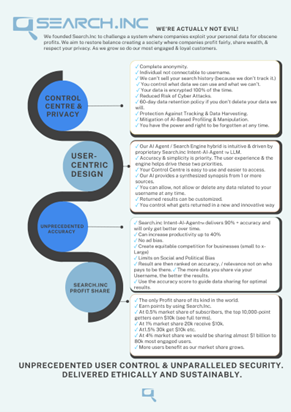 SEARCH.INC
WE'RE ACTUALLY NOT EVIL!
We founded Search.Inc to challenge a system where companies exploit your personal data for obscene
profits. We aim to restore balance creating a society where companies profit fairly, share wealth, &
respect your privacy. As we grow so do our most engaged & loyal customers.
CONTROL
CENTRE &
PRIVACY
✓ Complete anonymity.
✓ Individual not connectable to username.
✓ We can't sell your search history (because we don't track it.)
✓ You control what data we can use and what we can't.
✓ Your data is encrypted 100% of the time.
✓ Reduced Risk of Cyber Attacks.
✓ 60-day data retention policy if you don't delete your data we
will.
✓ Protection Against Tracking & Data Harvesting.
✓ Mitigation of AI-Based Profiling & Manipulation.
✓ You have the power and right to be forgotten at any time.
USER-
CENTRIC
DESIGN
✓ Our AI Agent / Search Engine hybrid is intuitive & driven by
proprietary Search.Inc Intent-AI-Agent ™ LLM.
✓ Accuracy & simplicity is priority. The user experience & the
engine helps drive these two priorities.
✓ Your Control Centre is easy to use and sooner to access.
✓ Our AI provides a synthesized synopsis from 1 or more
sources.
✓ You can allow, not allow or delete any data related to your
username at any time.
✓ Returned results can be customized
✓ You control what gets returned in a new and innovative way
UNPRECEDENTED
ACCURACY
✓ Search.inc Intent-AI-Agent™ delivers 90% + accuracy and
will only get better over time.
✓ Can increase productivity up to 40%
✓ No ad bias.
✓ Create equitable competition for businesses (small to x-
Large)
✓ Limits on Social and Political Bias
✓ Result are then ranked on accuracy. / relevance not on who
pays to be there. ✓ The more data you share via your
Username, the better the results.
✓ Use the accuracy score to guide data sharing for optimal
results
SEARCH.INC
PROFIT SHARE
✓ The only Profit share of its kind in the world.
✓ Earn points by using Search.Inc.
✓ At 0.5% market share of subscribers, the top 10,000-point
getters earn $10k (see full terms).
✓ At 1% market share 20k receive $10k.
✓ At1.5% 30k get $10k etc.
✓ At 4% market share we would be sharing almost $1 billion to
80k most engaged users.
✓ More users benefit as our market share grows.
UNPRECEDENTED USER CONTROL & UNPARALLELED SECURITY.
DELIVERED ETHICALLY AND SUSTAINABLY.